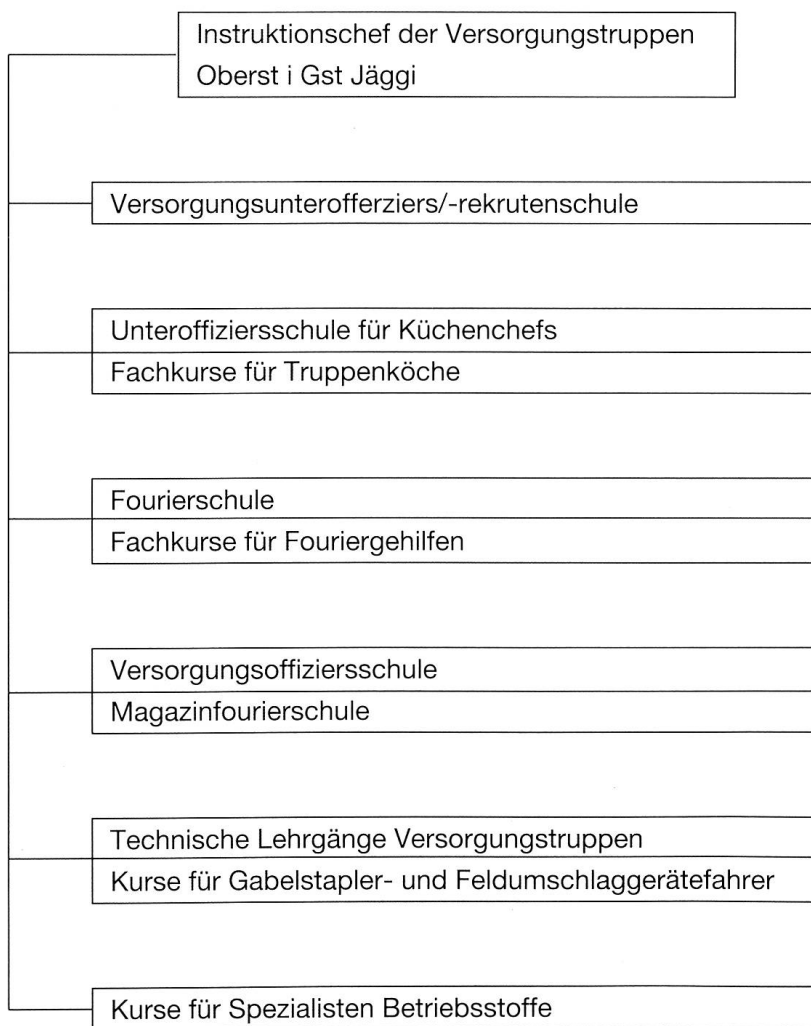 Instruktionschef der Versorgungstruppen
Oberst i Gst Jäggi
Versorgungsunterofferziers/-rekrutenschule
Unteroffiziersschule für Küchenchefs
Fachkurse für Truppenköche
Fourierschule
Fachkurse für Fouriergehilfen
Versorgungsoffiziersschule
Magazinfourierschule
Technische Lehrgänge Versorgungstruppen
Kurse für Gabelstapler- und Feldumschlaggerätefahrer
Kurse für Spezialisten Betriebsstoffe